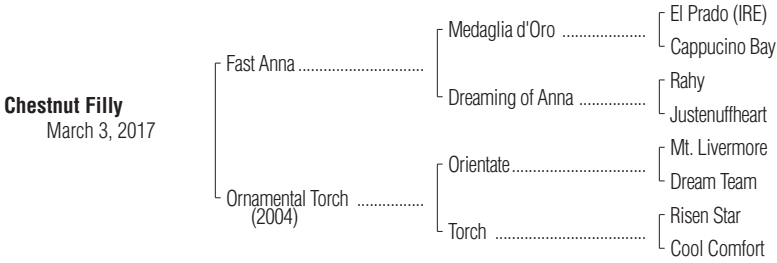 El Prado (IRE)
Medaglia d'Oro ..................
Cappucino Bay
Fast Anna ...........................
Rahy
Dreaming of Anna ..............
Justenuffheart
Chestnut Filly
March 3, 2017
Mt. Livermore
Orientate.............................
Dream Team
Ornamental Torch ..............
(2004)
Risen Star
Torch .................................
Cool Comfort